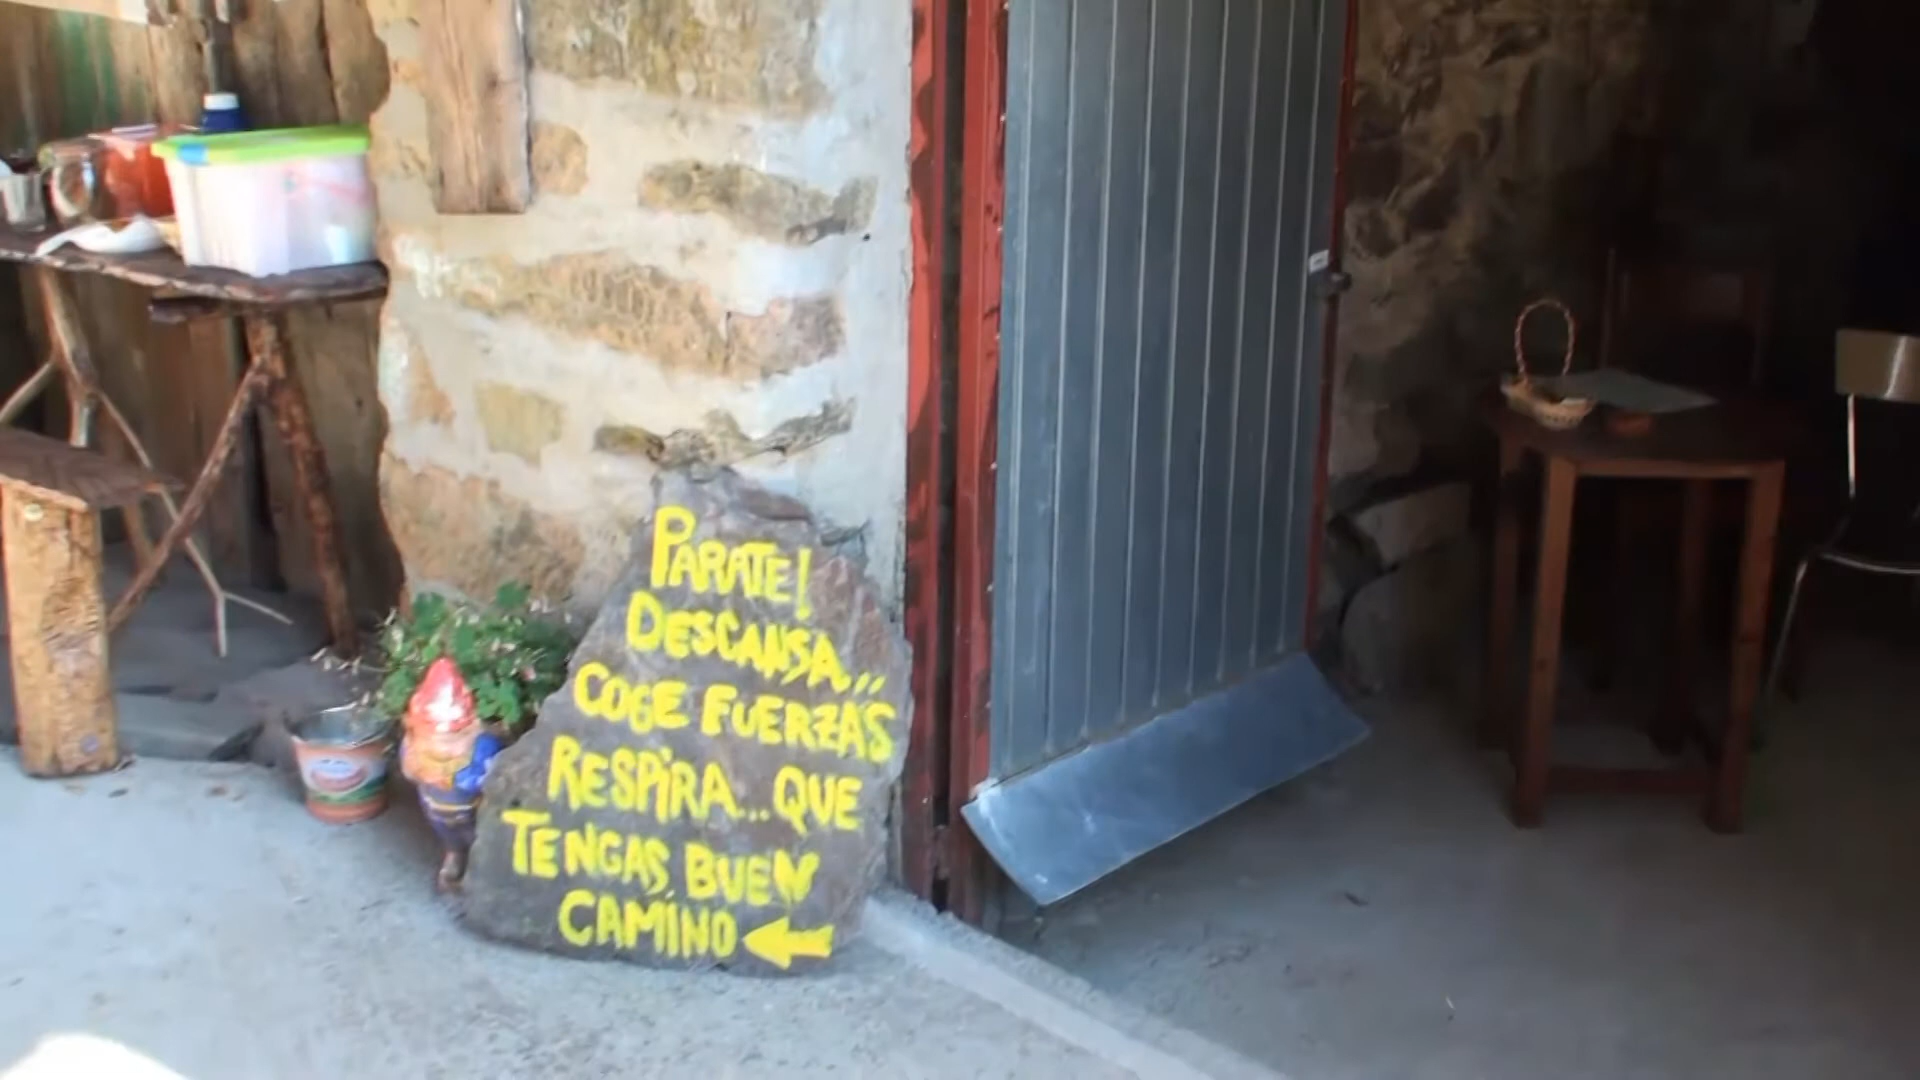 PARATE!
DESCANSA...
COGE FUERZAS
RESPIRA... QUE
TENGAS BUEN
CAMINO